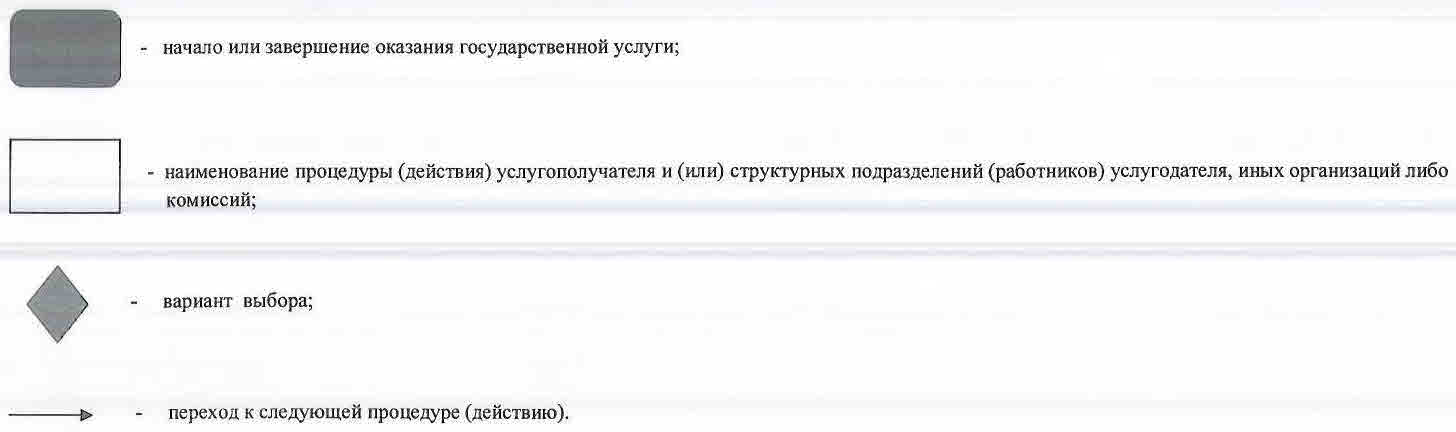 - начало или завершение оказания государственной услуги;
- наименование процедуры (действия) услугополучателя и (или) структурных подразделений (работников) услугодателя, иных организаций либо
комиссий;
- вариант выбора;
- переход к следующей процедуре (действию).